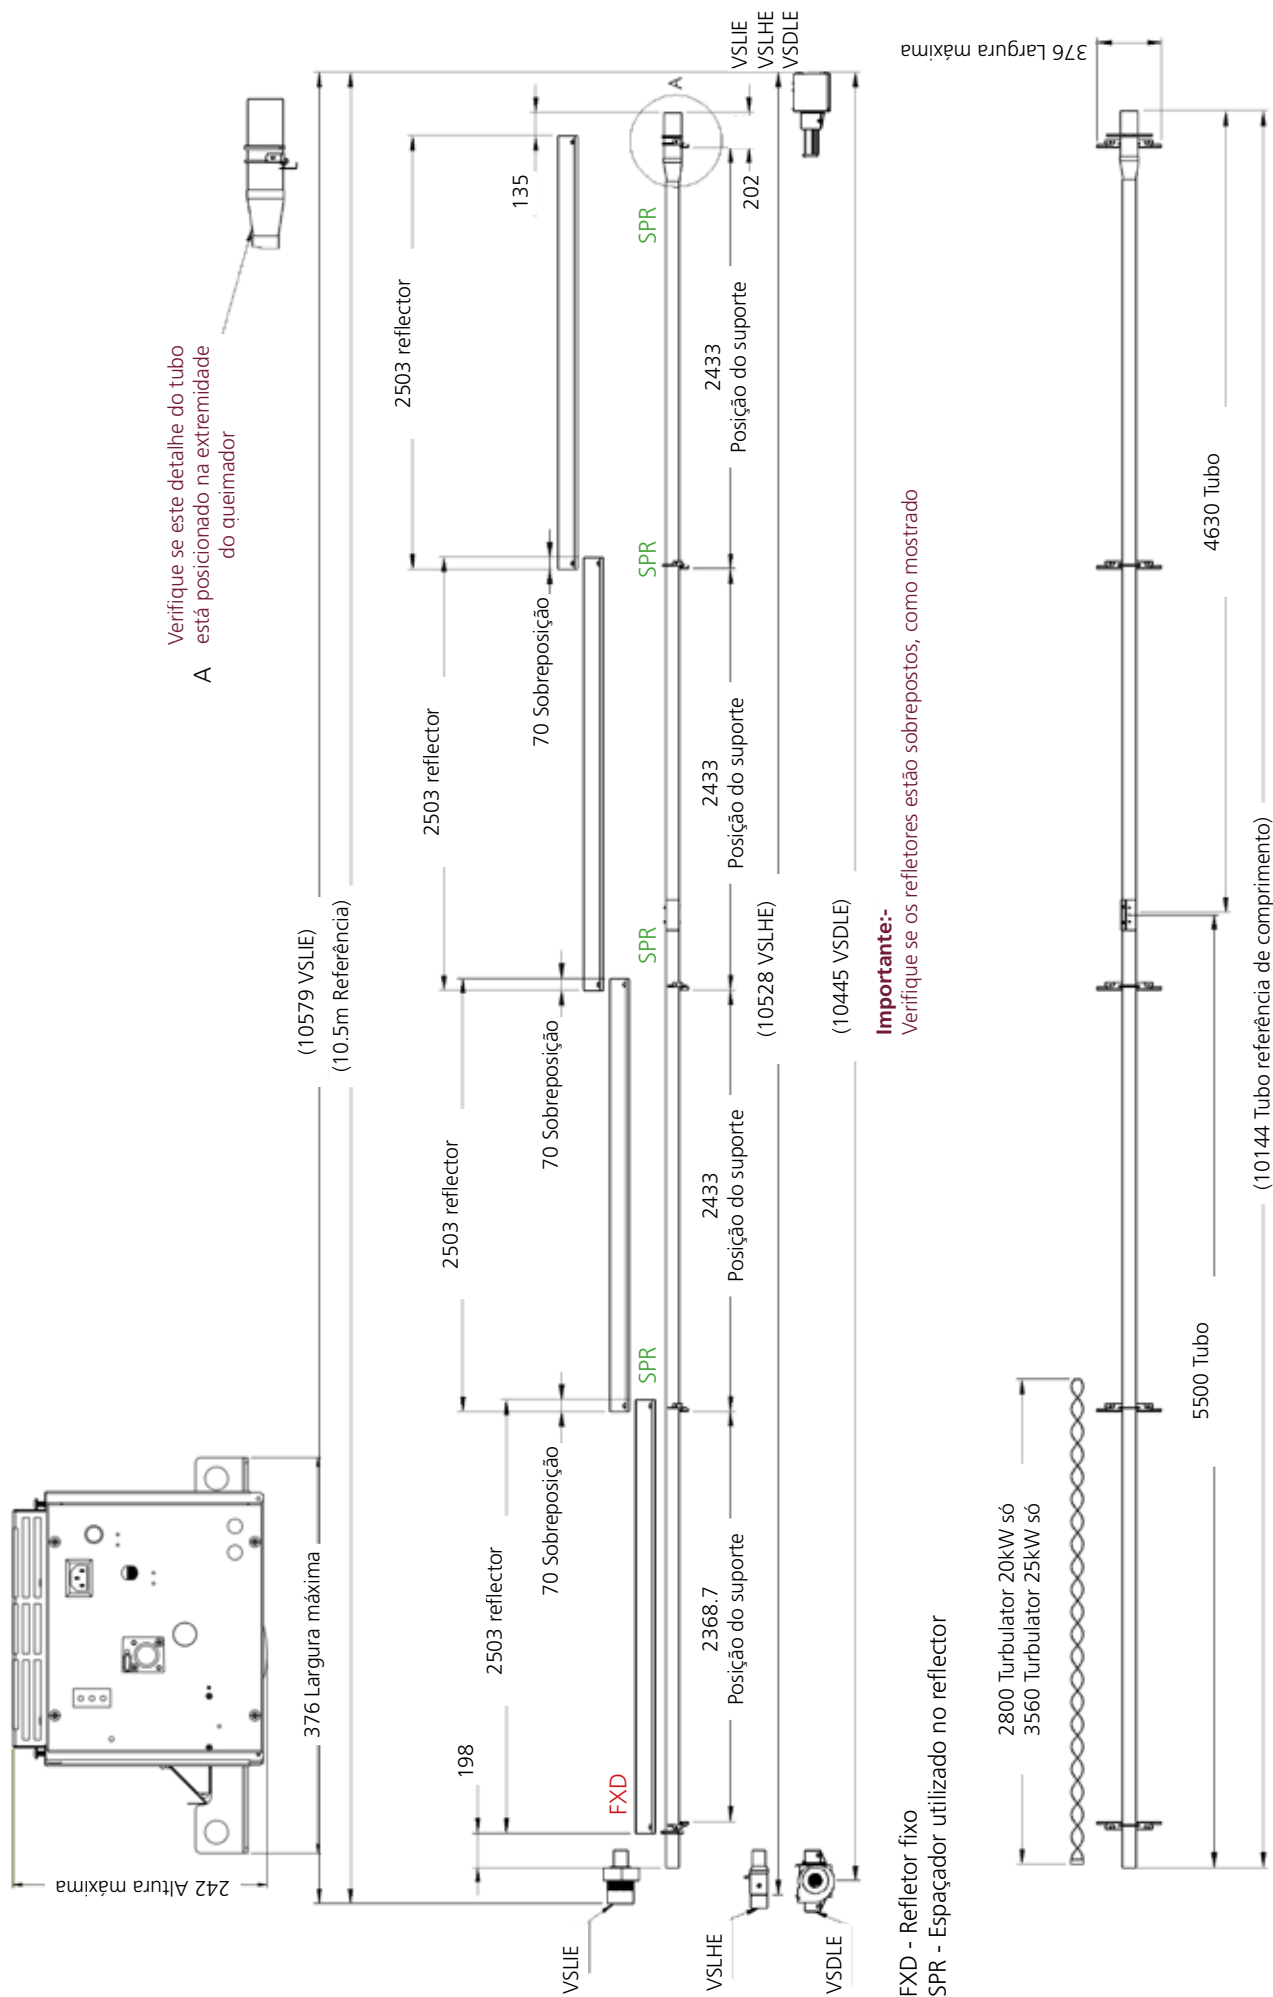 242 Altura máxima
376 Largura máxima
Verifique se este detalhe do tubo
está posicionado na extremidade
do queimador
A
(10579 VSLIE)
(10.5m Referência)
198
2503 reflector
2503 reflector
2503 reflector
2503 reflector
135
70 Sobreposição
70 Sobreposição
70 Sobreposição
VSLIE
FXD
SPR
SPR
SPR
SPR
A
2368.7
Posição do suporte
2433
Posição do suporte
2433
Posição do suporte
2433
Posição do suporte
202
VSLIE
VSLHE
VSDLE
VSLHE
(10528 VSLHE)
VSDLE
(10445 VSDLE)
Importante:-
Verifique se os refletores estão sobrepostos, como mostrado
FXD - Refletor fixo
SPR - Espaçador utilizado no reflector
376 Largura máxima
2800 Turbulator 20kW só
3560 Turbulator 25kW só
5500 Tubo
4630 Tubo
(10144 Tubo referência de comprimento)